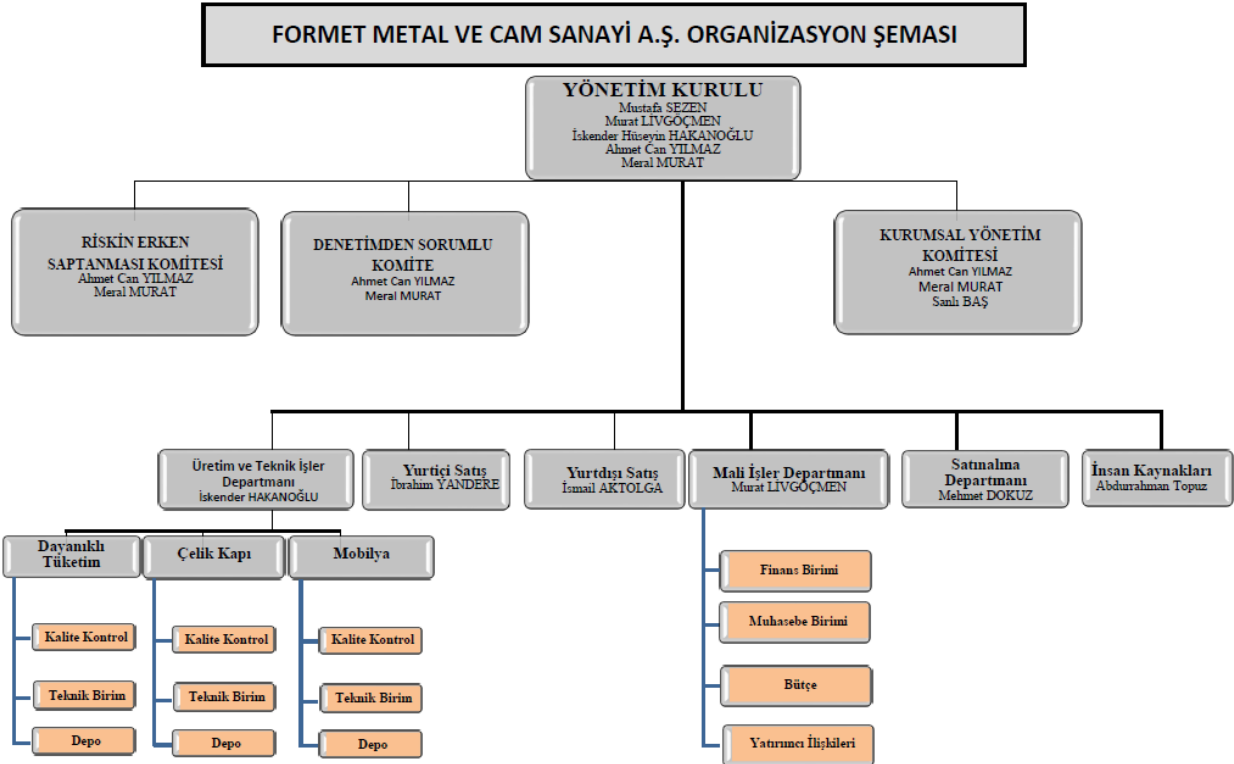 FORMET METAL VE CAM SANAYİ A.Ş. ORGANİZASYON ŞEMASI
YÖNETİM KURULU
Mustafa SEZEN
Murat LİVGÖÇMEN
İskender Hüseyin HAKANOĞLU
Ahmet Can YILMAZ
Meral MURAT
RİSKİN ERKEN
SAPTANMASI KOMİTESİ
Ahmet Can YILMAZ
Meral MURAT
DENETİMDEN SORUMLU
KOMİTE
Ahmet Can YILMAZ
Meral MURAT
KURUMSAL YÖNETİM
KOMİTESİ
Ahmet Can YILMAZ
Meral MURAT
Sanlı BAŞ
Üretim ve Teknik İşler
Departmanı
İskender HAKANOĞLU
Yurtiçi Satış
İbrahim YANDERE
Yurtdışı Satış
İsmail AKTOLGA
Mali İşler Departmanı
Murat LİVGÖÇMEN
Satınalma
Departmanı
Mehmet DOKUZ
İnsan Kaynakları
Abdurrahman Topuz
Dayanıklı
Tüketim
Çelik Kapı
Mobilya
Kalite Kontrol
Teknik Birim
Depo
Kalite Kontrol
Teknik Birim
Depo
Kalite Kontrol
Teknik Birim
Depo
Finans Birimi
Muhasebe Birimi
Bütçe
Yatırımcı İlişkileri